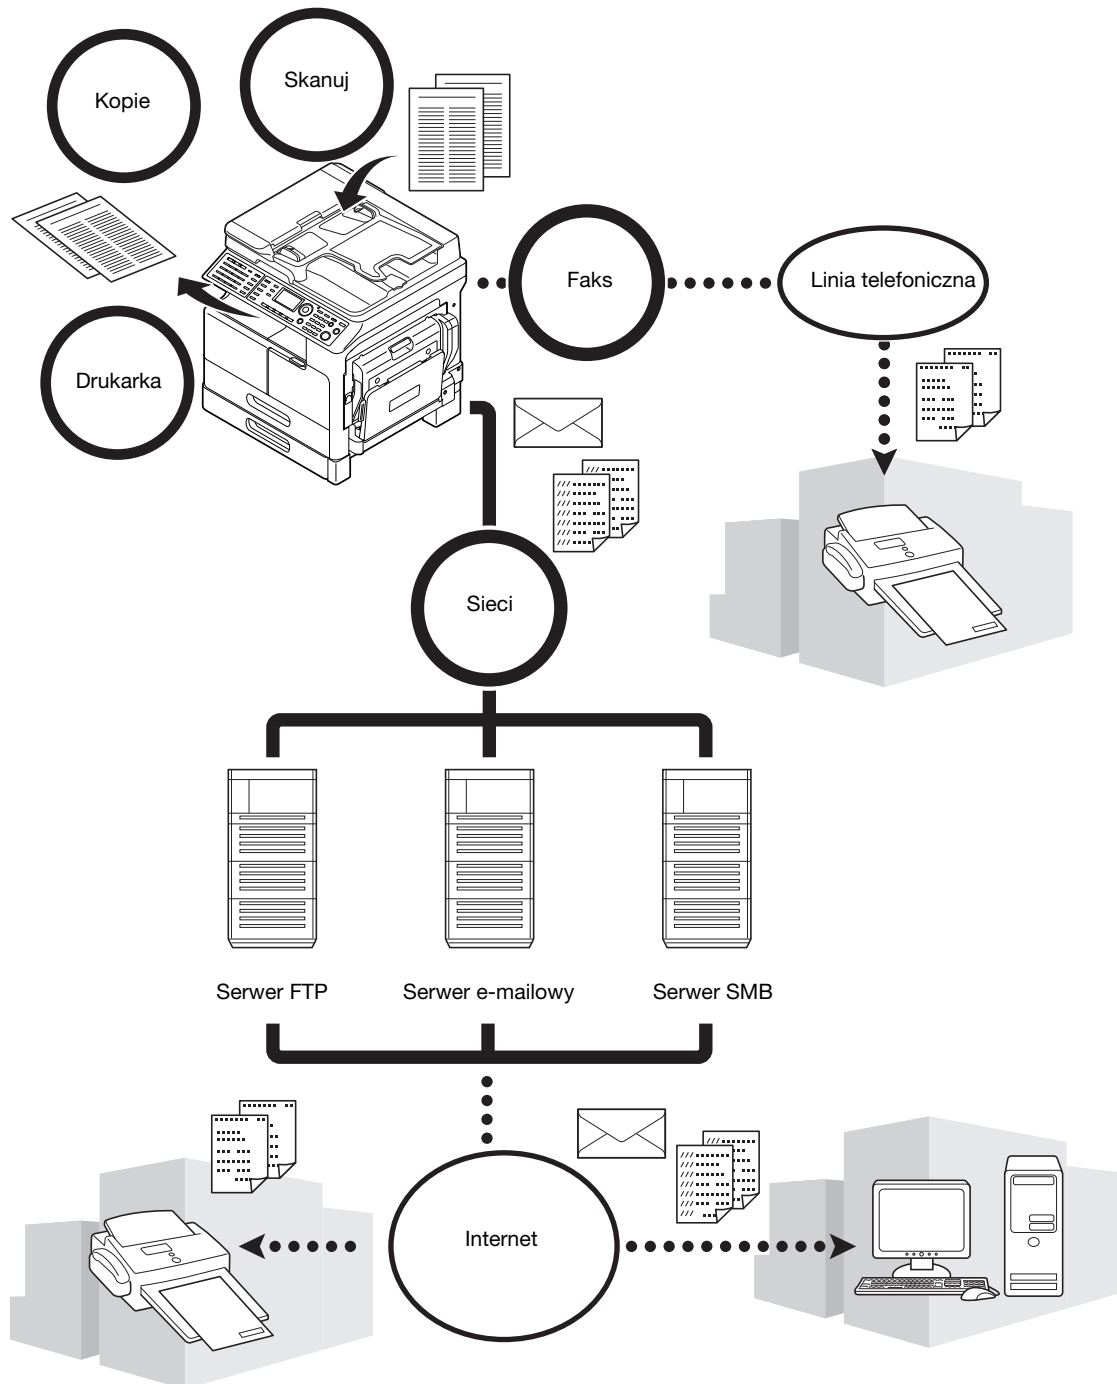 Skanuj
Kopie
Faks
Linia telefoniczna
Drukarka
Sieci
Serwer FTP
Serwer e-mailowy
Serwer SMB
Internet